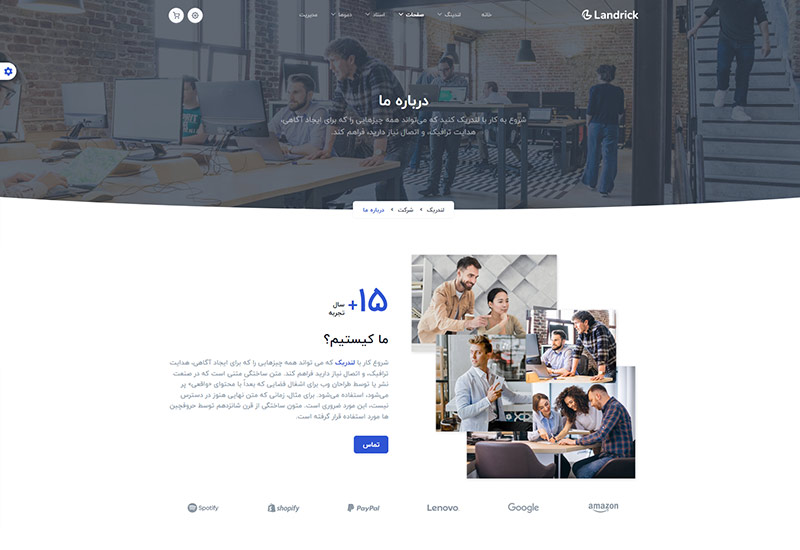 Landrick
خانه
لندینگ
صفحات
اسناد
دموها
مدیریت
درباره ما
شروع به کار با لندریک کنید که می‌تواند همه چیزهایی را که برای ایجاد آگاهی،
هدایت ترافیک، و اتصال نیاز دارید، فراهم کند.
لندریک
شرکت
درباره ما
۱۵+
سال
تجربه
ما کیستیم؟
شروع کار با لندریک که می تواند همه چیزهایی را که برای ایجاد آگاهی، هدایت
ترافیک، و اتصال نیاز دارید فراهم کند. متن ساختگی متنی است که در صنعت
نشر یا توسط طراحان وب برای اشغال فضایی که بعداً با محتوای «واقعی» پر
می‌شود، استفاده می‌شود. برای مثال، زمانی که متن نهایی هنوز در دسترس
نیست، این مورد ضروری است. متون ساختگی از قرن شانزدهم توسط حروفچین
ها مورد استفاده قرار گرفته است.
تماس
Spotify
shopify
PayPal
Lenovo
Google
amazon